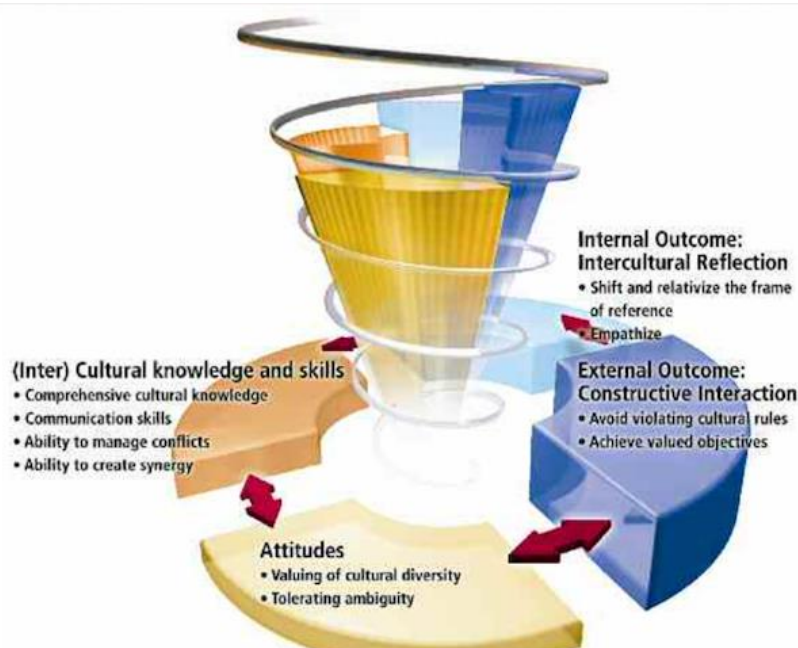 Internal Outcome:
Intercultural Reflection
• Shift and relativize the frame
of reference
• Empathize
(Inter) Cultural knowledge and skills
• Comprehensive cultural knowledge
• Communication skills
• Ability to manage conflicts
• Ability to create synergy
External Outcome:
Constructive Interaction
• Avoid violating cultural rules
• Achieve valued objectives
Attitudes
• Valuing of cultural diversity
• Tolerating ambiguity